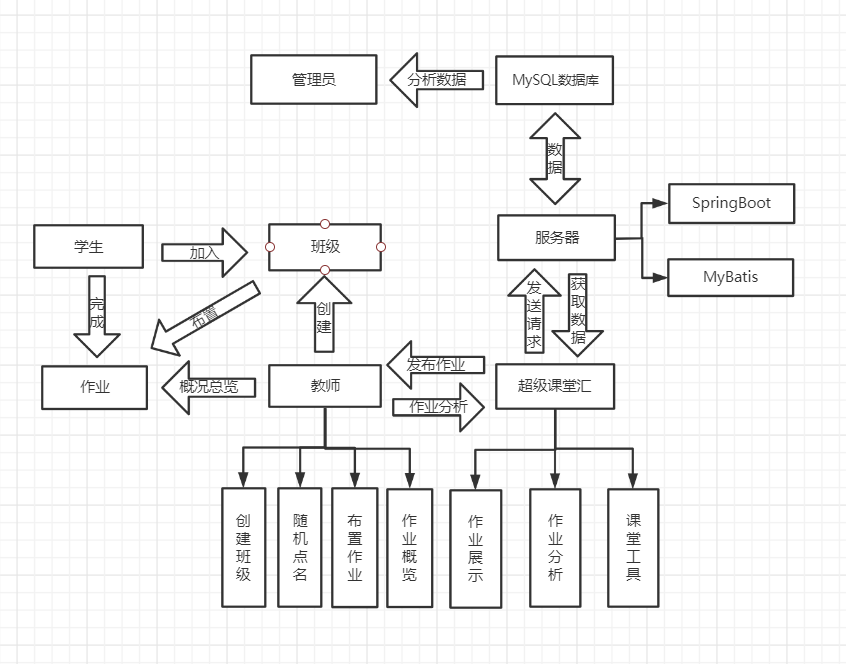 管理员
分析数据
MySQL数据库
数据
SpringBoot
学生
加入
班级
服务器
MyBatis
完成
布置
创建
发送请求
获取数据
作业
概况总览
教师
发布作业
作业分析
超级课堂汇
创建班级
随机点名
布置作业
作业概览
作业展示
作业分析
课堂工具